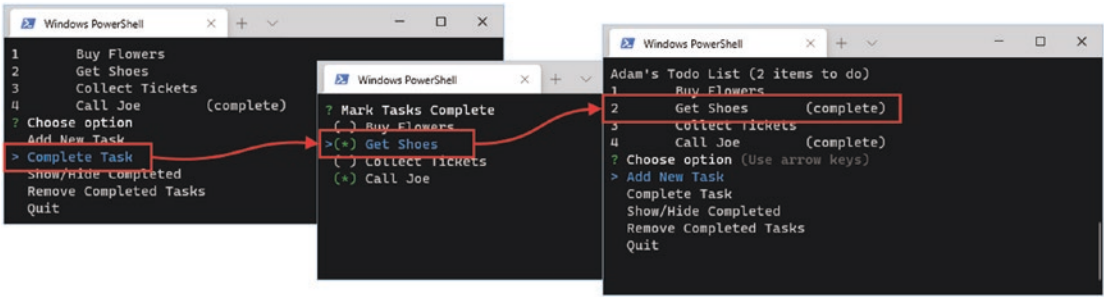 Windows PowerShell
1 Buy Flowers
2 Get Shoes
3 Collect Tickets
4 Call Joe (complete)
? Choose option
Add New Task
> Complete Task
Show/Hide Completed
Remove Completed Tasks
Quit
Windows PowerShell
? Mark Tasks Complete
( ) Buy Flowers
>(*) Get Shoes
( ) Collect Tickets
(*) Call Joe
Windows PowerShell
Adam's Todo List (2 items to do)
1 Buy Flowers
2 Get Shoes (complete)
3 Collect Tickets
4 Call Joe (complete)
? Choose option (Use arrow keys)
> Add New Task
Complete Task
Show/Hide Completed
Remove Completed Tasks
Quit